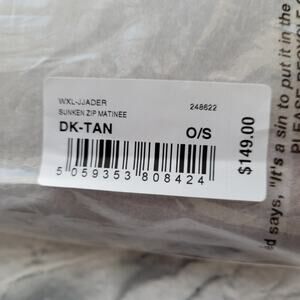 WXL-JJADER
248622
SUNKEN ZIP MATINEE
DK-TAN
O/S
$149.00
5 059353 808424
ed says, "It's a sin to put it in the